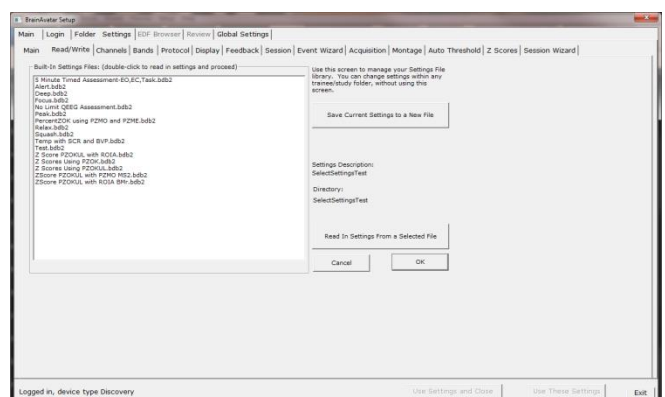 BrainAvatar Setup
Main Login Folder Settings EDF Browser Review Global Settings
Main Read/Write Channels Bands Protocol Display Feedback Session Event Wizard Acquisition Montage Auto Threshold Z Scores Session Wizard
Built-In Settings Files: (double-click to read in settings and proceed)
5 Minute Timed Assessment-EO,EC,Task.bdb2
Alert.bdb2
Deep.bdb2
Focus.bdb2
No Limit QEEG Assessment.bdb2
Peak.bdb2
PercentZOK using PZMO and PZME.bdb2
Relax.bdb2
Squash.bdb2
Temp with SCR and BVP.bdb2
Test.bdb2
Z Score PZOKUL with ROIA.bdb2
Z Scores Using PZOK.bdb2
Z Scores Using PZOKUL.bdb2
ZScore PZOKUL with PZMO MS2.bdb2
ZScore PZOKUL with ROIA BMr.bdb2
Use this screen to manage your Settings File
library. You can change settings within any
trainee/study folder, without using this
screen.
Save Current Settings to a New File
Settings Description:
SelectSettingsTest
Directory:
SelectSettingsTest
Read In Settings From a Selected File
Cancel OK
Logged in, device type Discovery Use Settings and Close Use These Settings Exit